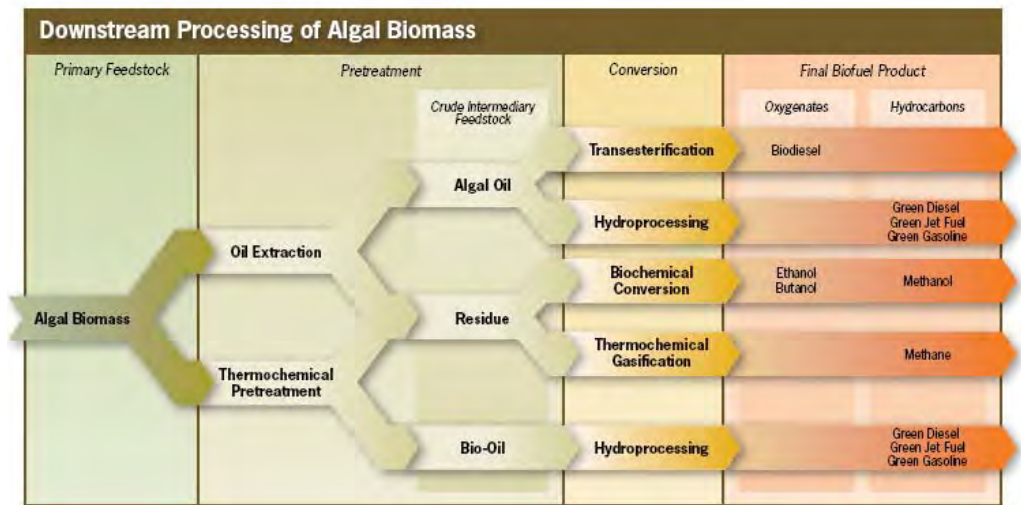 Downstream Processing of Algal Biomass
Primary Feedstock
Pretreatment
Conversion
Final Biofuel Product
Crude Intermediary
Feedstock
Oxygenates
Hydrocarbons
Transesterification
Biodiesel
Algal Oil
Hydroprocessing
Green Diesel
Green Jet Fuel
Green Gasoline
Oil Extraction
Biochemical
Conversion
Ethanol
Butanol
Methanol
Algal Biomass
Residue
Thermochemical
Gasification
Methane
Thermochemical
Pretreatment
Bio-Oil
Hydroprocessing
Green Diesel
Green Jet Fuel
Green Gasoline